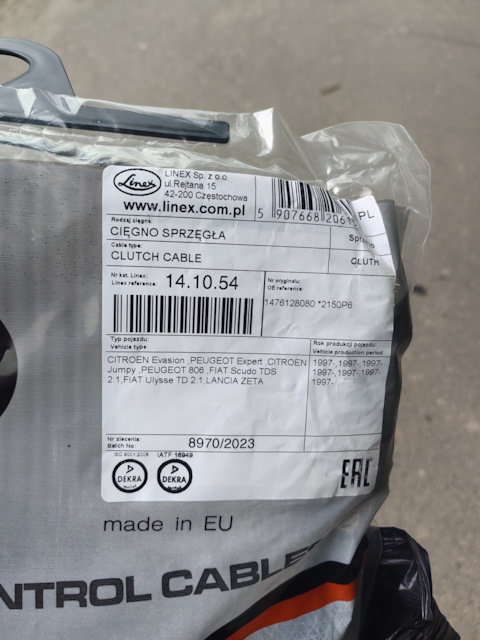 Linex
LINEX Sp. z o.o.
ul.Rejtana 15
42-200 Częstochowa
www.linex.com.pl
5 907668 2061
PL
Rodzaj cięgna:
CIĘGNO SPRZĘGŁA
Cable type:
CLUTCH CABLE
Nr kat. Linex:
Linex reference:
14.10.54
Nr oryginału:
OE reference:
1476128080 *2150P6
Typ pojazdu:
Vehicle type:
Rok produkcji pojazdu:
Vehicle production period:
CITROEN Evasion ,PEUGEOT Expert ,CITROEN
Jumpy ,PEUGEOT 806 ,FIAT Scudo TDS
2.1,FIAT Ulysse TD 2.1,LANCIA ZETA
1997-,1997-,1997-
1997-,1997-,1997-
1997-
Nr zlecenia:
Batch No:
8970/2023
ISO 9001:2008
IATF 16949
DEKRA
DEKRA
EAC
made in EU
NTROL CABLE